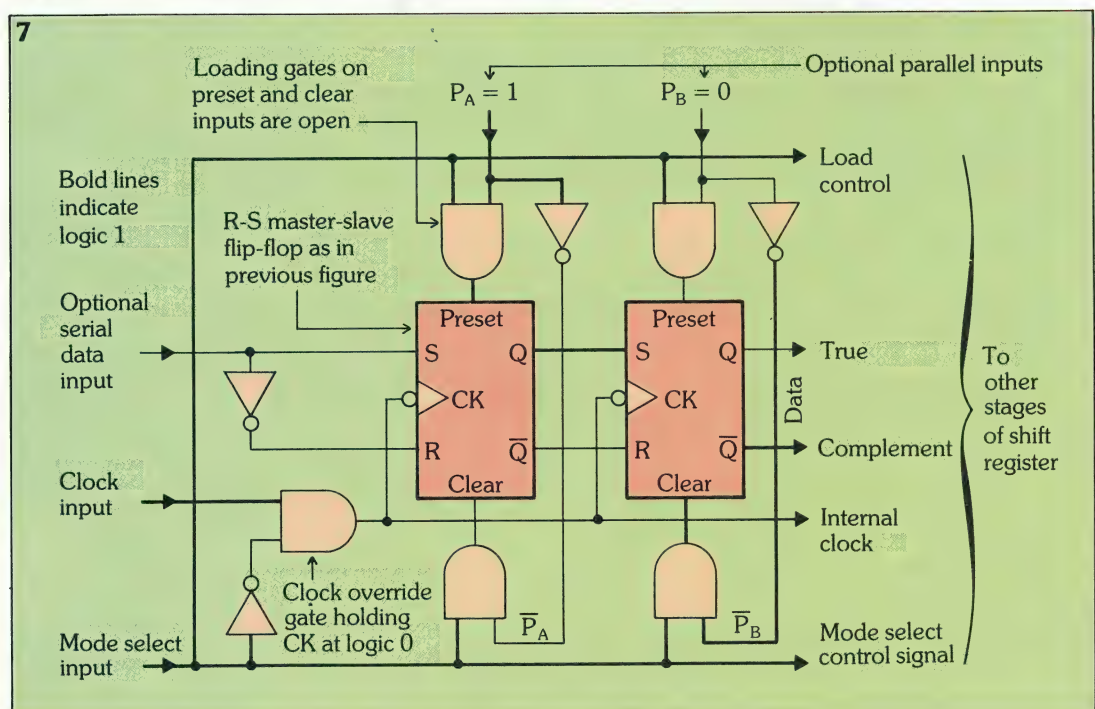 7
Loading gates on
preset and clear
inputs are open
Optional parallel inputs
P_A = 1
P_B = 0
Load
control
Bold lines
indicate
logic 1
R-S master-slave
flip-flop as in
previous figure
Optional
serial
data
input
Preset
S
Q
CK
R
Q̅
Clear
Preset
S
Q
CK
R
Q̅
Clear
True
Data
Complement
To
other
stages
of shift
register
Clock
input
Internal
clock
Clock override
gate holding
CK at logic 0
P̅_A
P̅_B
Mode select
input
Mode select
control signal